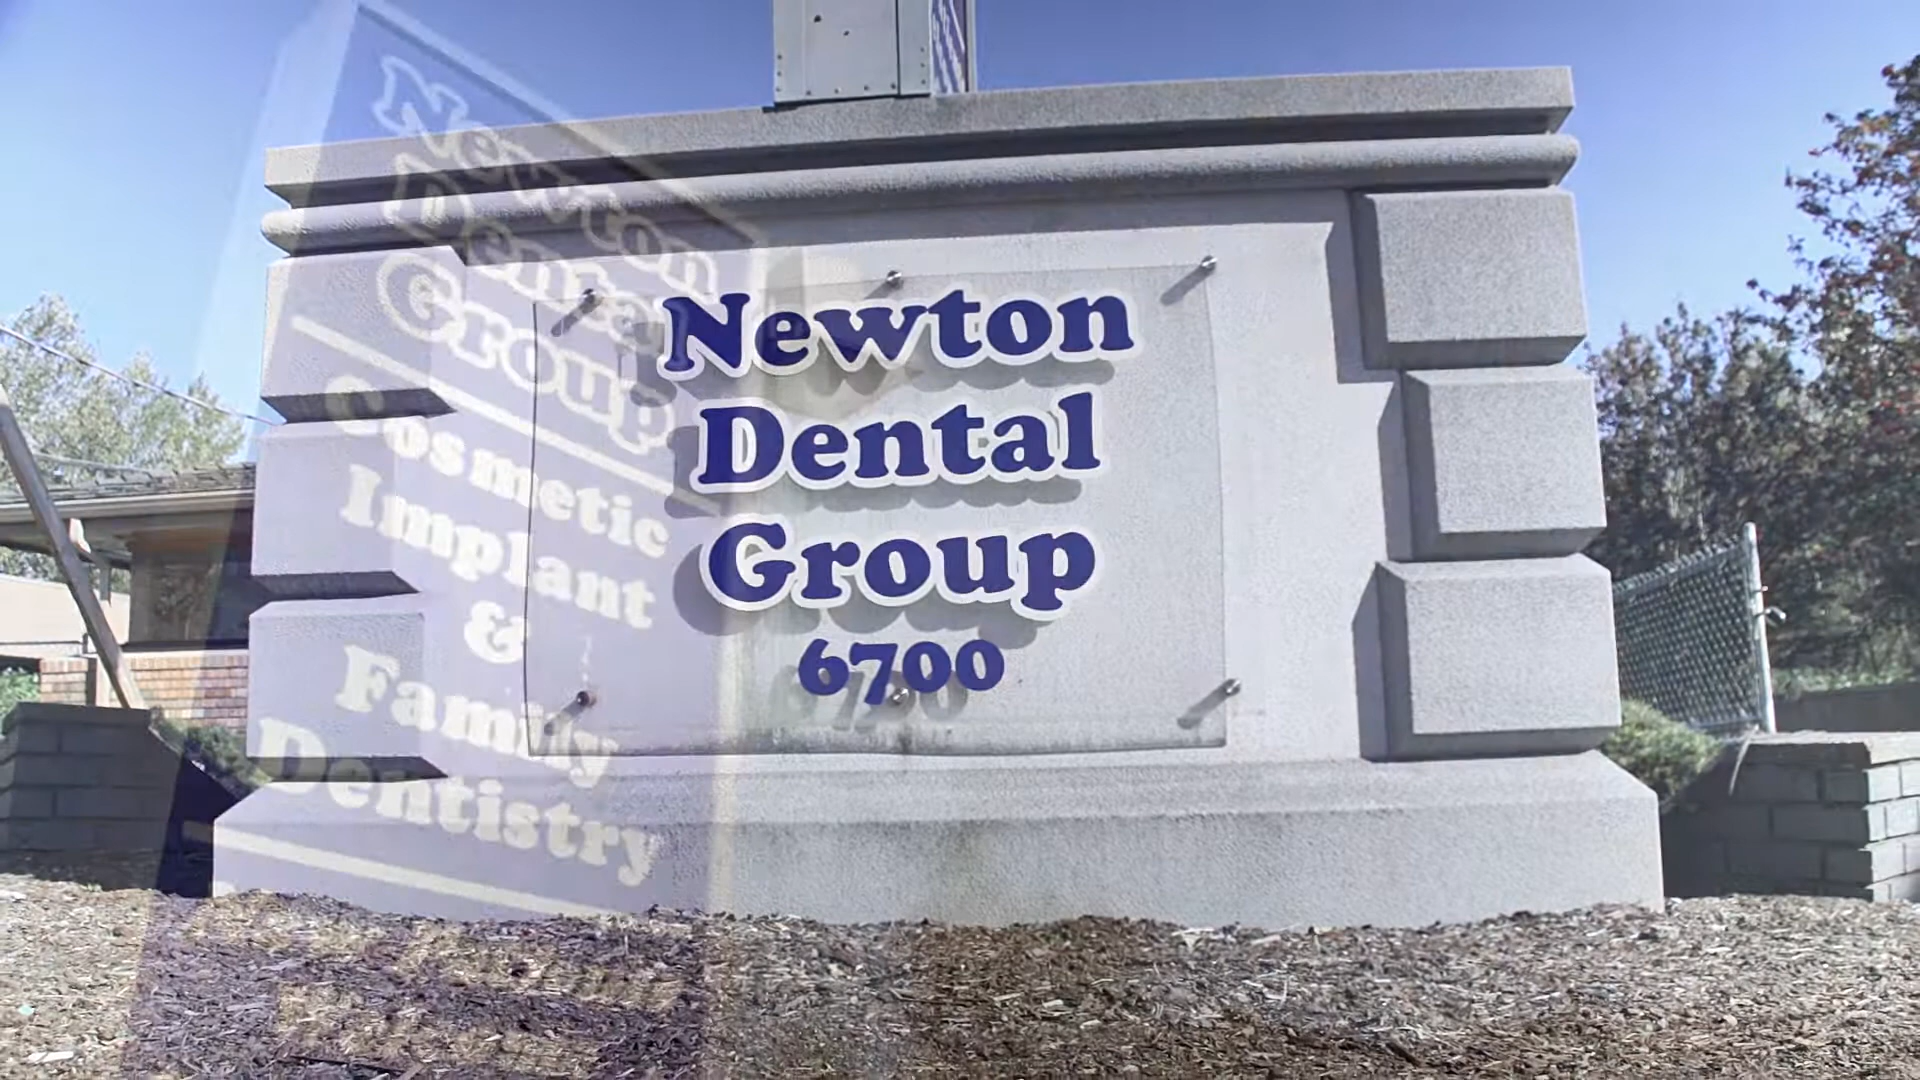 Newton
Dental
Group
6700
Newton
Dental
Group
Cosmetic
Implant
&
Family
Dentistry